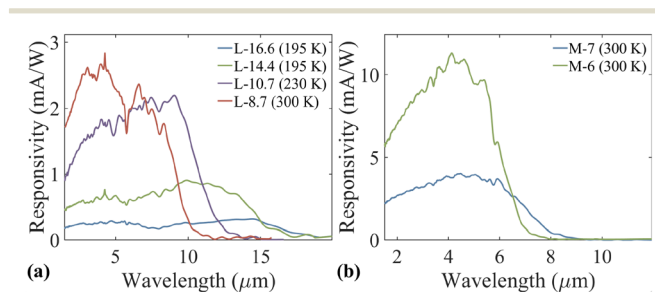 3
2
1
0
Responsivity (mA/W)
L-16.6 (195 K)
L-14.4 (195 K)
L-10.7 (230 K)
L-8.7 (300 K)
5 10 15
Wavelength (μm)
(a)
10
5
0
Responsivity (mA/W)
M-7 (300 K)
M-6 (300 K)
2 4 6 8 10
Wavelength (μm)
(b)